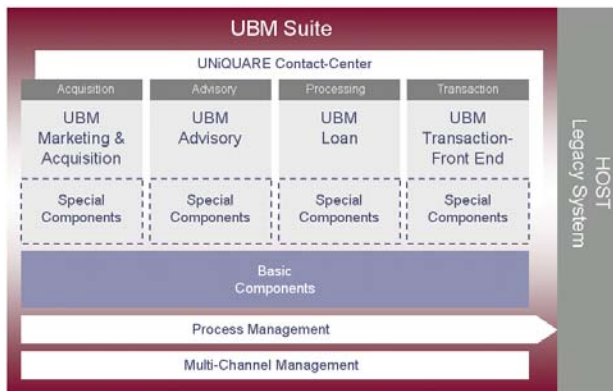 UBM Suite
UNiQUARE Contact-Center
Acquisition
UBM
Marketing &
Acquisition
Special
Components
Advisory
UBM
Advisory
Special
Components
Processing
UBM
Loan
Special
Components
Transaction
UBM
Transaction-
Front End
Special
Components
Basic
Components
Process Management
Multi-Channel Management
HOST
Legacy System